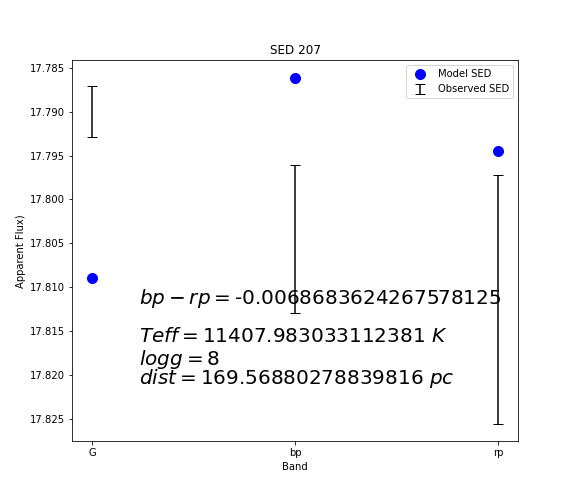 SED 207
17.785
17.790
17.795
17.800
17.805
17.810
17.815
17.820
17.825
Apparent Flux)
Model SED
Observed SED
bp − rp = -0.0068683624267578125
Teff = 11407.983033112381 K
logg = 8
dist = 169.56880278839816 pc
G bp rp
Band